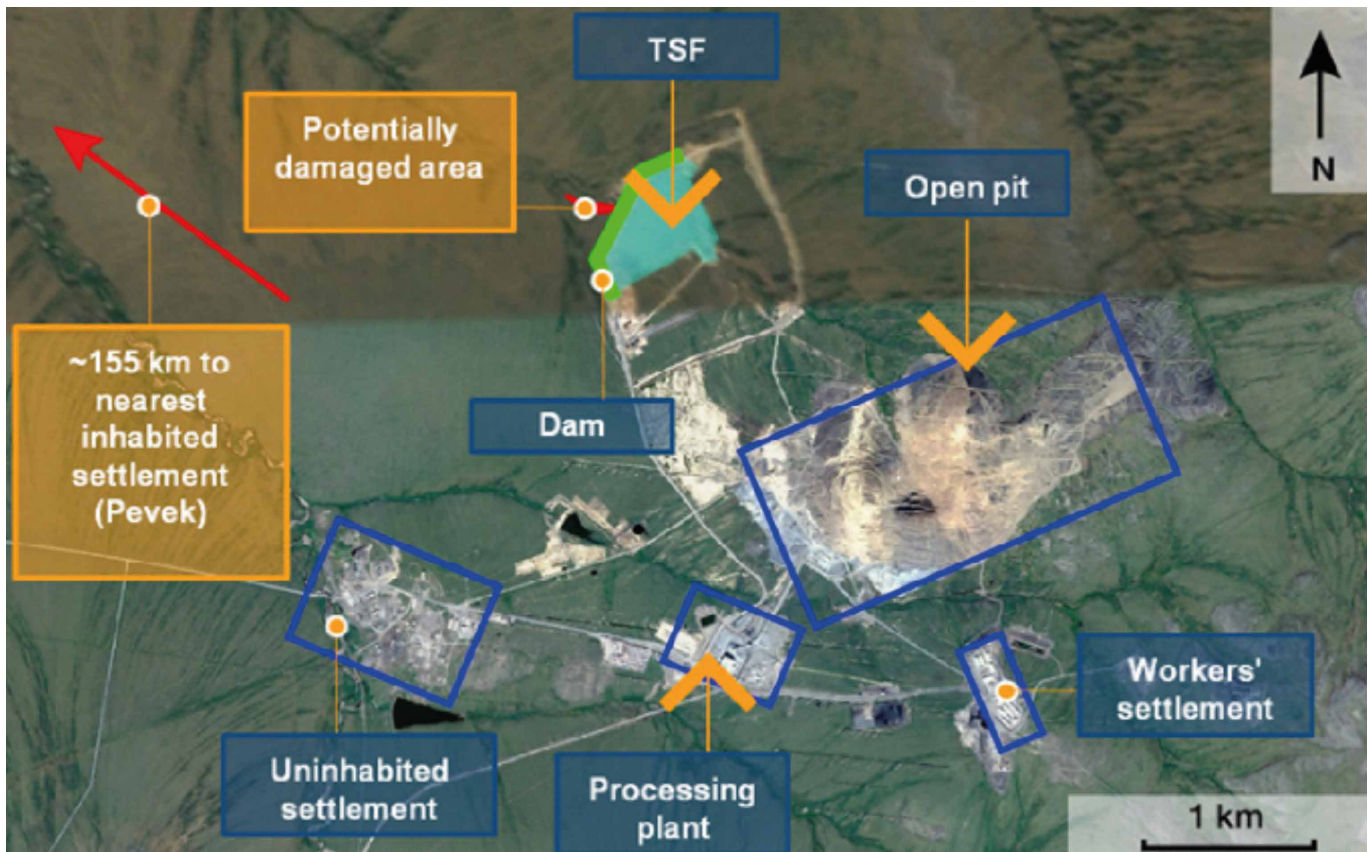 TSF
Potentially
damaged area
Open pit
N
~155 km to
nearest
inhabited
settlement
(Pevek)
Dam
Workers'
settlement
Uninhabited
settlement
Processing
plant
1 km